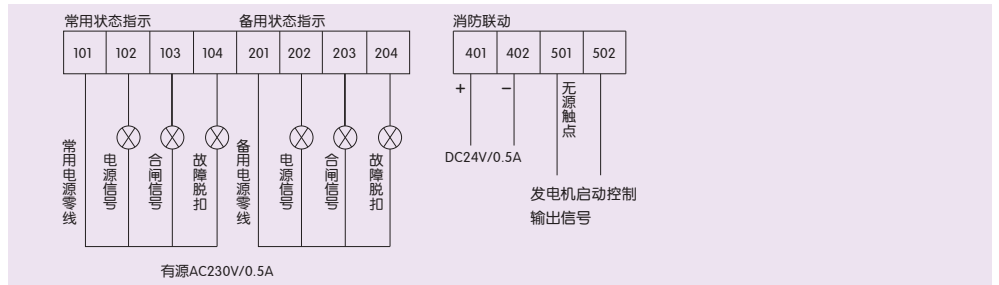 常用状态指示
备用状态指示
消防联动
101 102 103 104 201 202 203 204
401 402 501 502
+ −
无源触点
常用电源零线
电源信号
合闸信号
故障脱扣
备用电源零线
电源信号
合闸信号
故障脱扣
DC24V/0.5A
发电机启动控制
输出信号
有源AC230V/0.5A